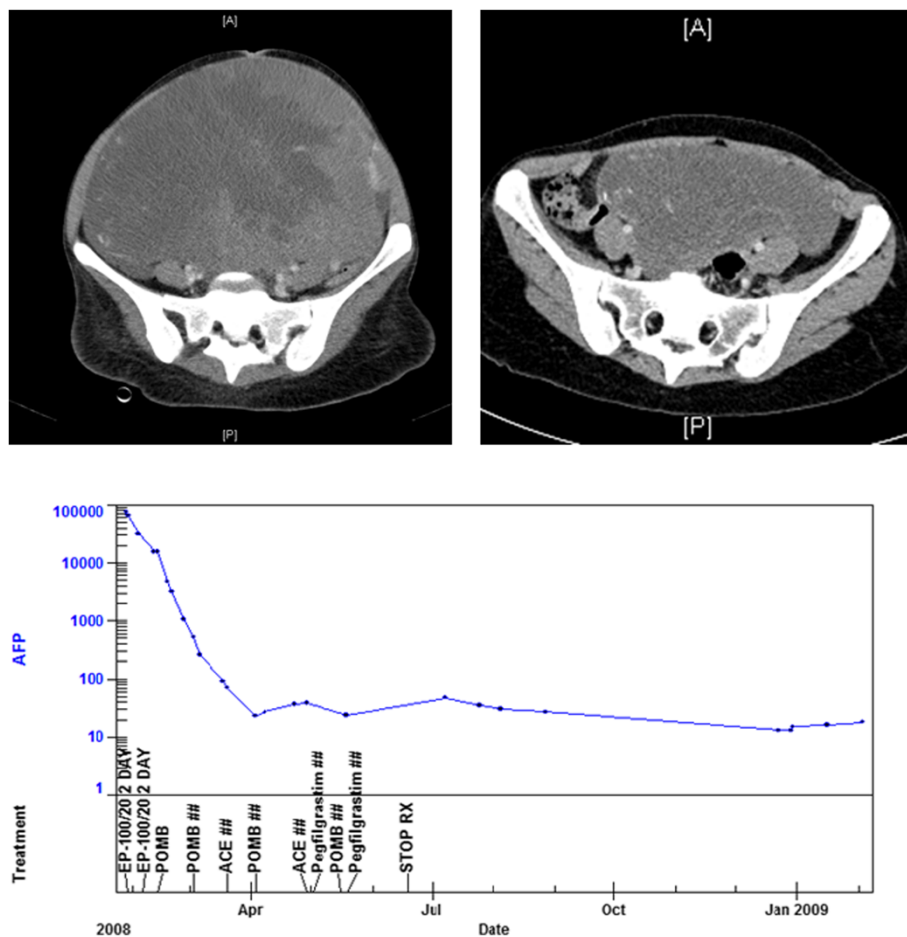 [A]
[A]
[P]
[P]
100000
10000
1000
100
10
1
AFP
Treatment
EP-100/20 2 DAY
EP-100/20 2 DAY
POMB
POMB ##
ACE ##
POMB ##
ACE ##
Pegfilgrastim ##
POMB ##
Pegfilgrastim ##
STOP RX
Apr
Jul
Oct
Jan 2009
2008
Date